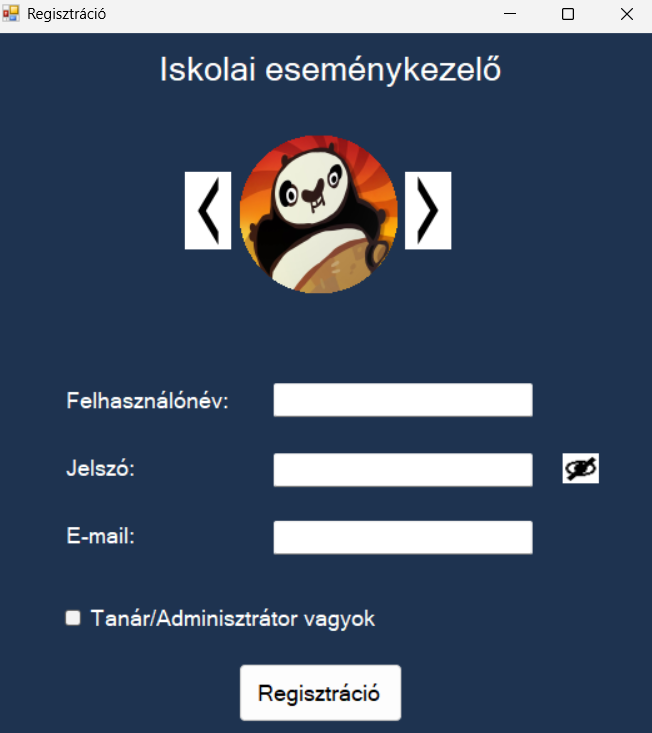 Regisztráció
Iskolai eseménykezelő
Felhasználónév:
Jelszó:
E-mail:
Tanár/Adminisztrátor vagyok
Regisztráció